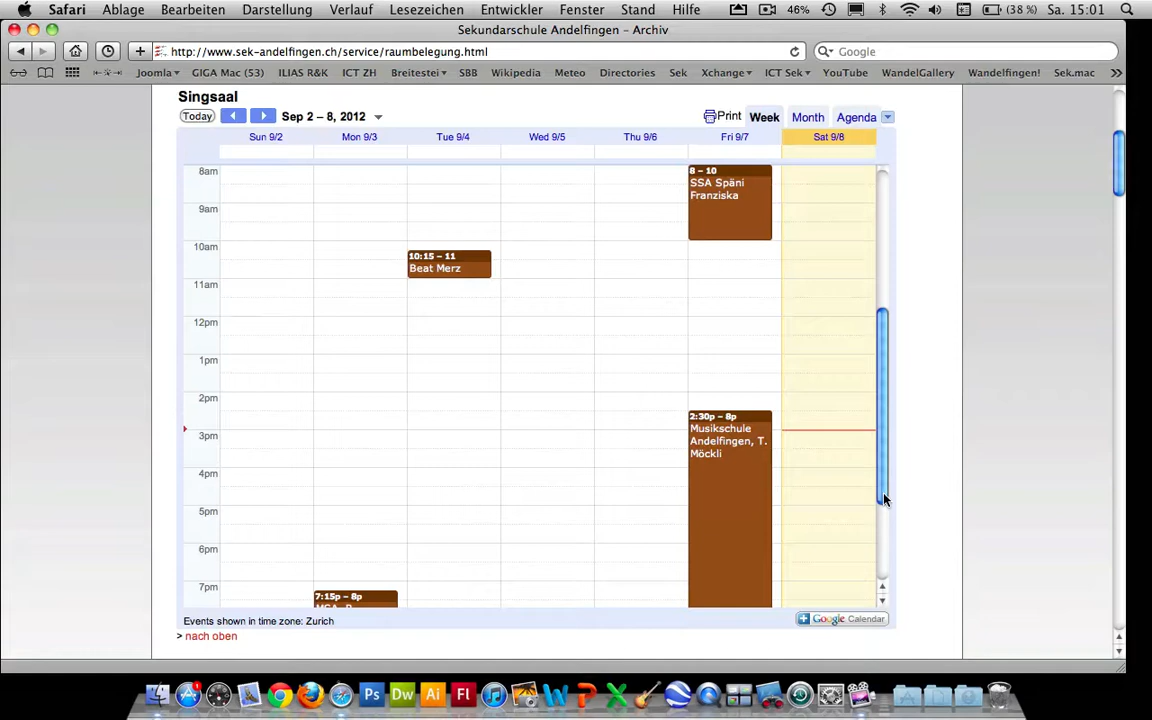 Safari Ablage Bearbeiten Darstellung Verlauf Lesezeichen Entwickler Fenster Stand Hilfe 46% (38 %) Sa. 15:01
Sekundarschule Andelfingen – Archiv
http://www.sek-andelfingen.ch/service/raumbelegung.html Google
Joomla GIGA Mac (53) ILIAS R&K ICT ZH Breitestei SBB Wikipedia Meteo Directories Sek Xchange ICT Sek YouTube WandelGallery Wandelfingen! Sek.mac >>
Singsaal
Today Sep 2 – 8, 2012 Print Week Month Agenda
Sun 9/2 Mon 9/3 Tue 9/4 Wed 9/5 Thu 9/6 Fri 9/7 Sat 9/8
8am
8 – 10
SSA Späni
Franziska
9am
10am
10:15 – 11
Beat Merz
11am
12pm
1pm
2pm
2:30p – 8p
Musikschule
Andelfingen, T.
Möckli
3pm
4pm
5pm
6pm
7pm
7:15p – 8p
Events shown in time zone: Zurich
Google Calendar
> nach oben
Ps Dw Ai Fl